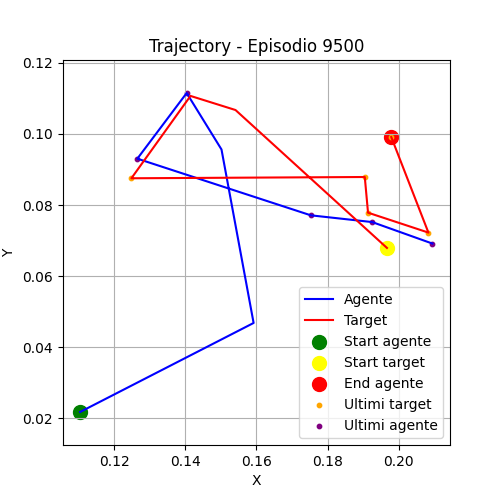 Trajectory - Episodio 9500
0.12
0.10
0.08
0.06
0.04
0.02
Y
Agente
Target
Start agente
Start target
End agente
Ultimi target
Ultimi agente
0.12
0.14
0.16
0.18
0.20
X